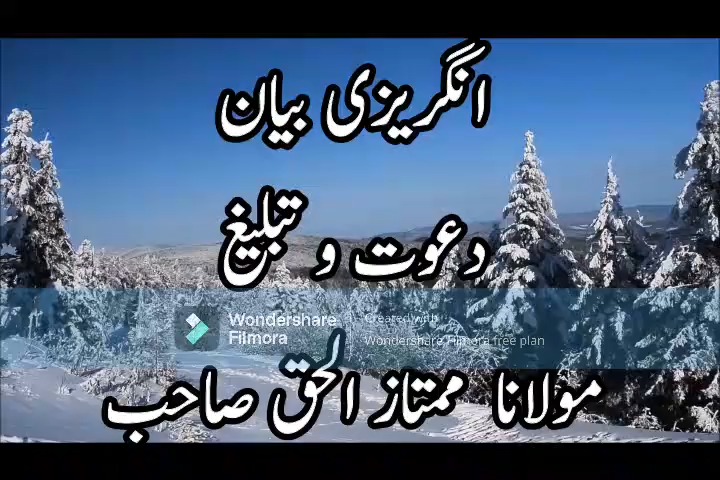 انگریزی بیان
دعوت و تبلیغ
Wondershare
Filmora
Created with
Wondershare Filmora free plan
مولانا ممتاز الحق صاحب